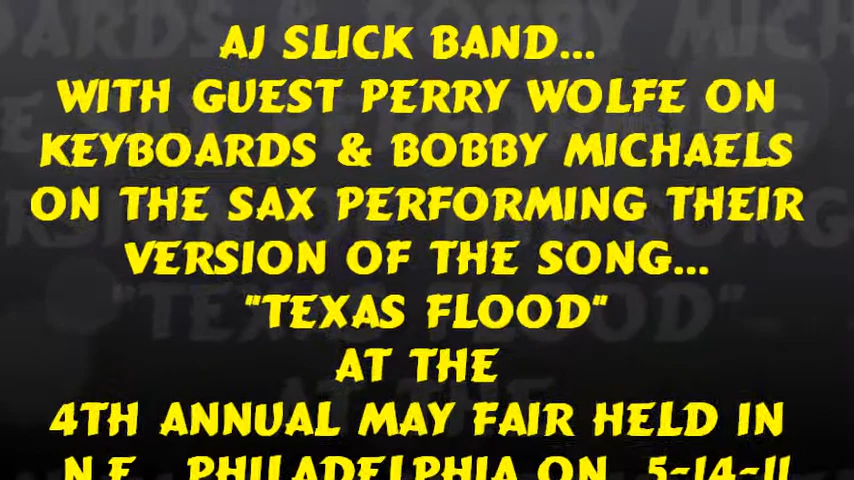 AJ SLICK BAND...
WITH GUEST PERRY WOLFE ON
KEYBOARDS & BOBBY MICHAELS
ON THE SAX PERFORMING THEIR
VERSION OF THE SONG...
"TEXAS FLOOD"
AT THE
4TH ANNUAL MAY FAIR HELD IN
N.E. PHILADELPHIA ON 5-14-11